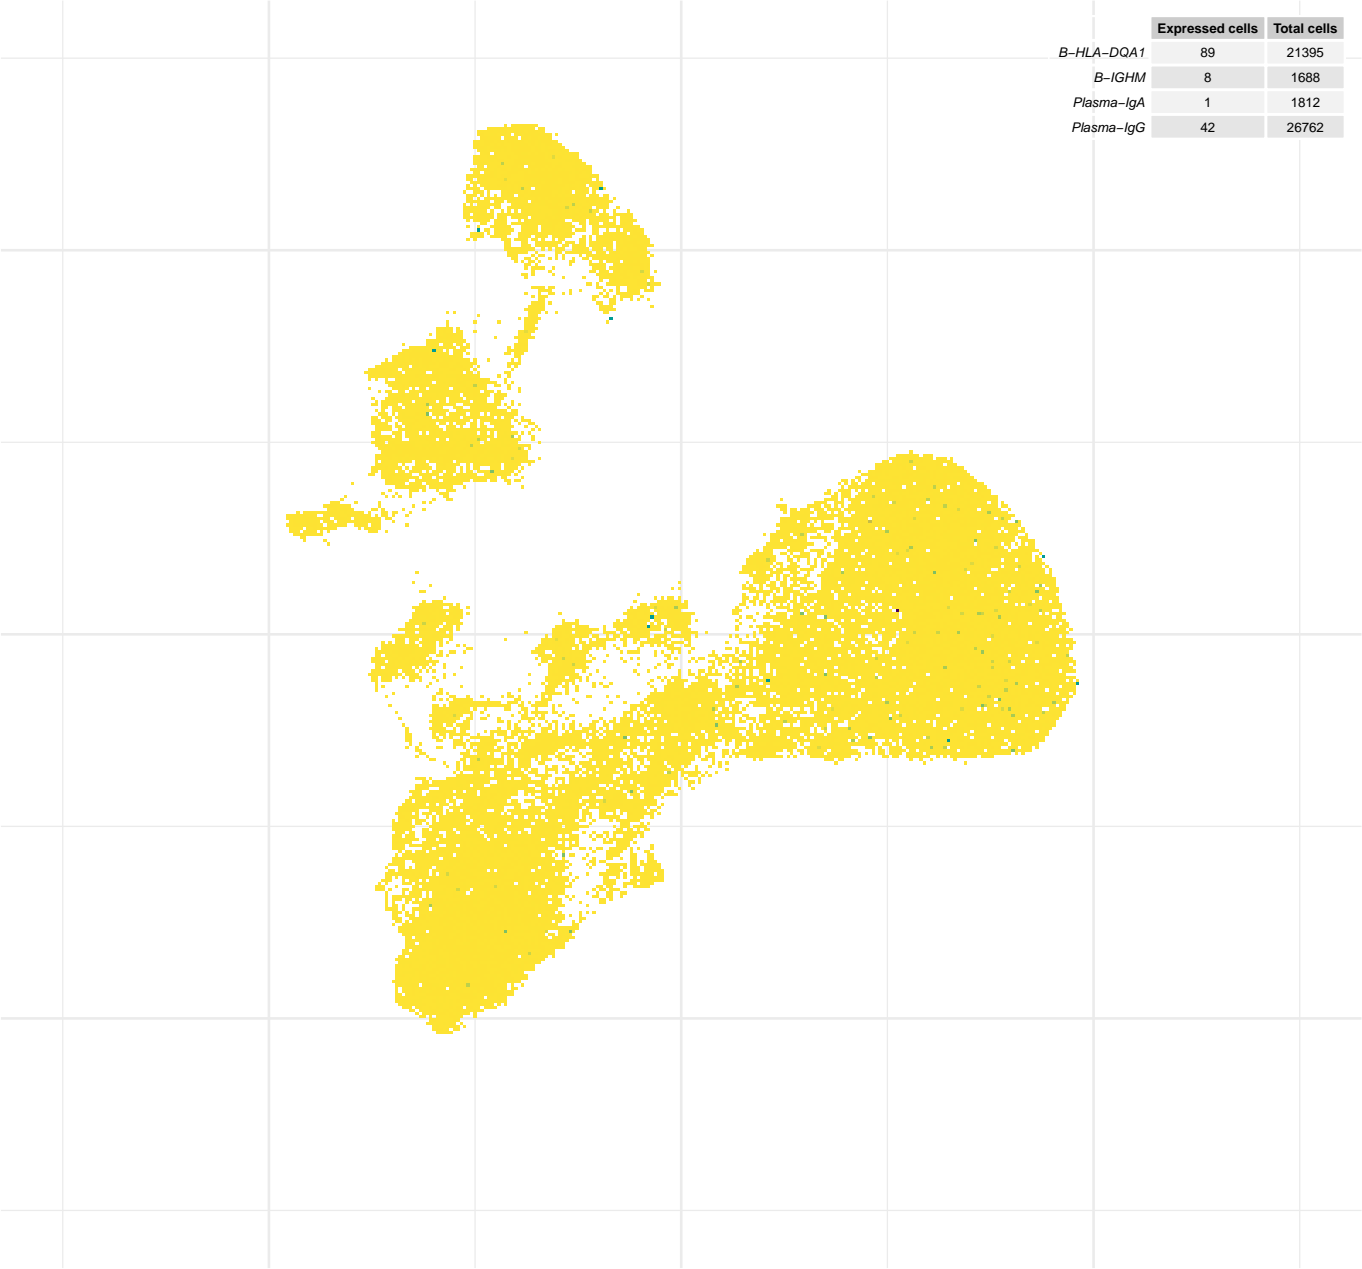 Expressed cells Total cells
B−HLA−DQA1 89 21395
B−IGHM 8 1688
Plasma−IgA 1 1812
Plasma−IgG 42 26762